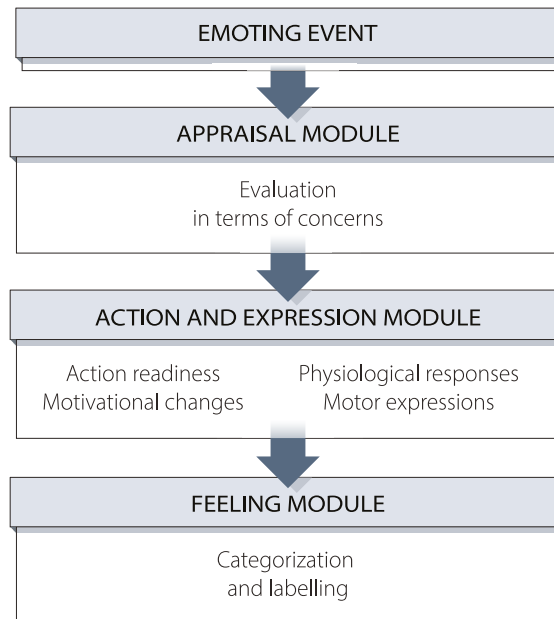 EMOTING EVENT
APPRAISAL MODULE
Evaluation
in terms of concerns
ACTION AND EXPRESSION MODULE
Action readiness
Motivational changes
Physiological responses
Motor expressions
FEELING MODULE
Categorization
and labelling